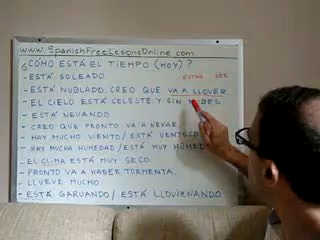 www.SpanishFreeLessonsOnline.com
¿CÓMO ESTÁ EL TIEMPO (HOY)?
- ESTÁ SOLEADO. ESTAR SER
- ESTÁ NUBLADO. CREO QUE VA A LLOVER
- EL CIELO ESTÁ CELESTE Y SIN
- ESTÁ NEVANDO.
- CREO QUE PRONTO VA A NEVAR.
- HAY MUCHO VIENTO/ ESTÁ VENTOSO
- HAY MUCHA HUMEDAD/ ESTÁ MUY HÚMEDO
- EL CLIMA ESTÁ MUY SECO.
- PRONTO VA A HABER TORMENTA.
- LLUEVE MUCHO.
- ESTÁ GARUANDO/ ESTÁ LLOVIZNANDO